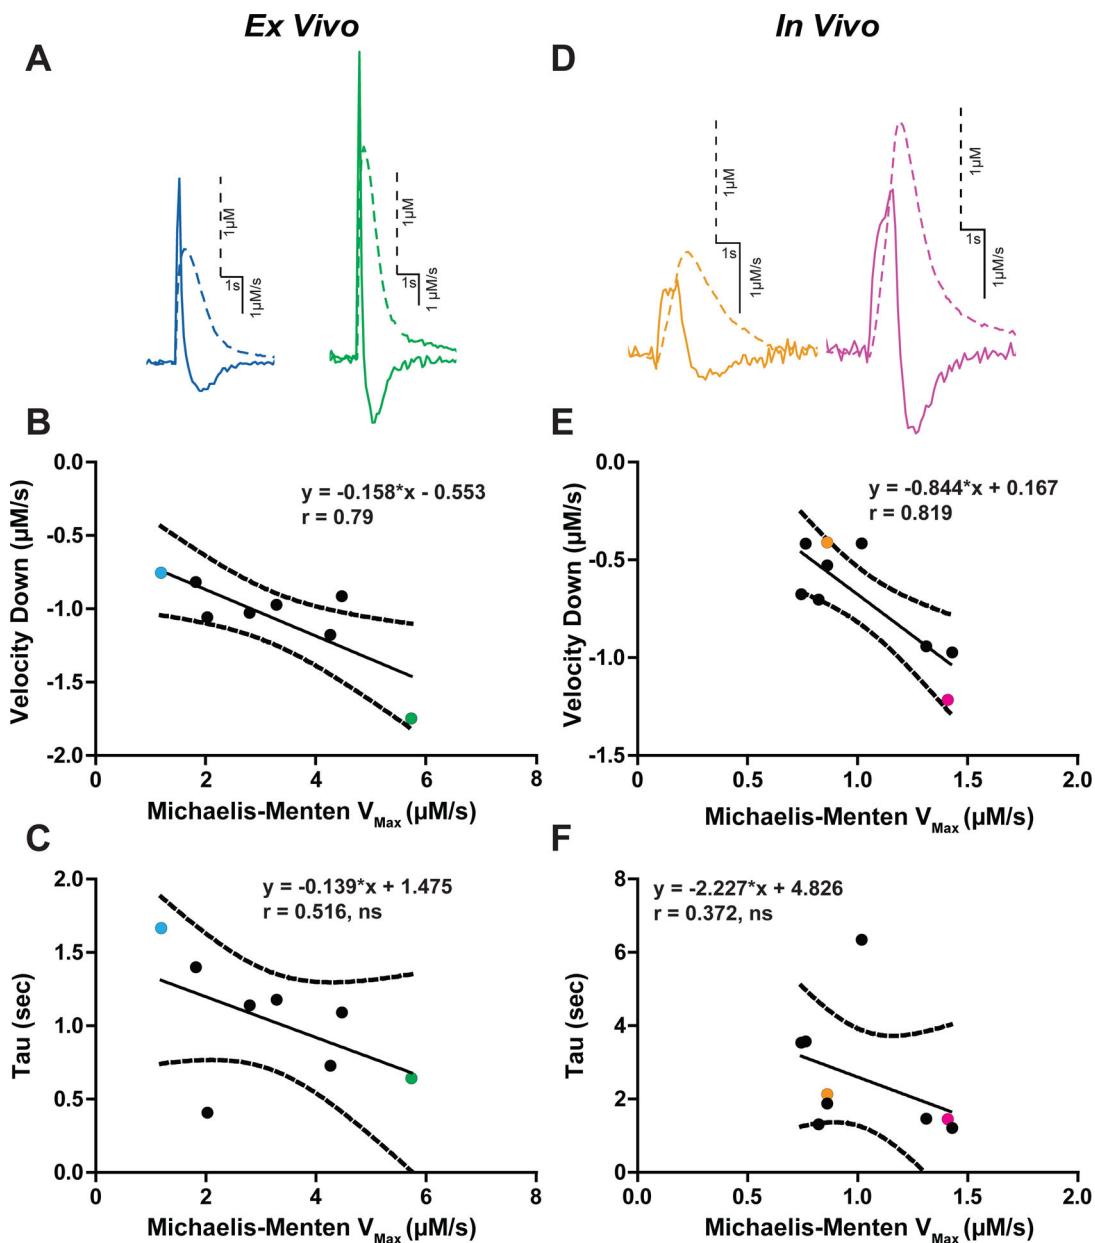 Ex Vivo
In Vivo
A
1µM
1s
1µM/s
1µM
1s
1 µM/s
D
1µM
1s
1µM/s
1µM
1s
1µM/s
B
Velocity Down (µM/s)
0.0
-0.5
-1.0
-1.5
-2.0
y = -0.158*x - 0.553
r = 0.79
0
2
4
6
8
Michaelis-Menten VMax (µM/s)
E
Velocity Down (µM/s)
0.0
-0.5
-1.0
-1.5
y = -0.844*x + 0.167
r = 0.819
0
0.5
1.0
1.5
2.0
Michaelis-Menten VMax (µM/s)
C
Tau (sec)
2.0
1.5
1.0
0.5
0.0
y = -0.139*x + 1.475
r = 0.516, ns
0
2
4
6
8
Michaelis-Menten VMax (µM/s)
F
Tau (sec)
8
6
4
2
0
y = -2.227*x + 4.826
r = 0.372, ns
0.0
0.5
1.0
1.5
2.0
Michaelis-Menten VMax (µM/s)